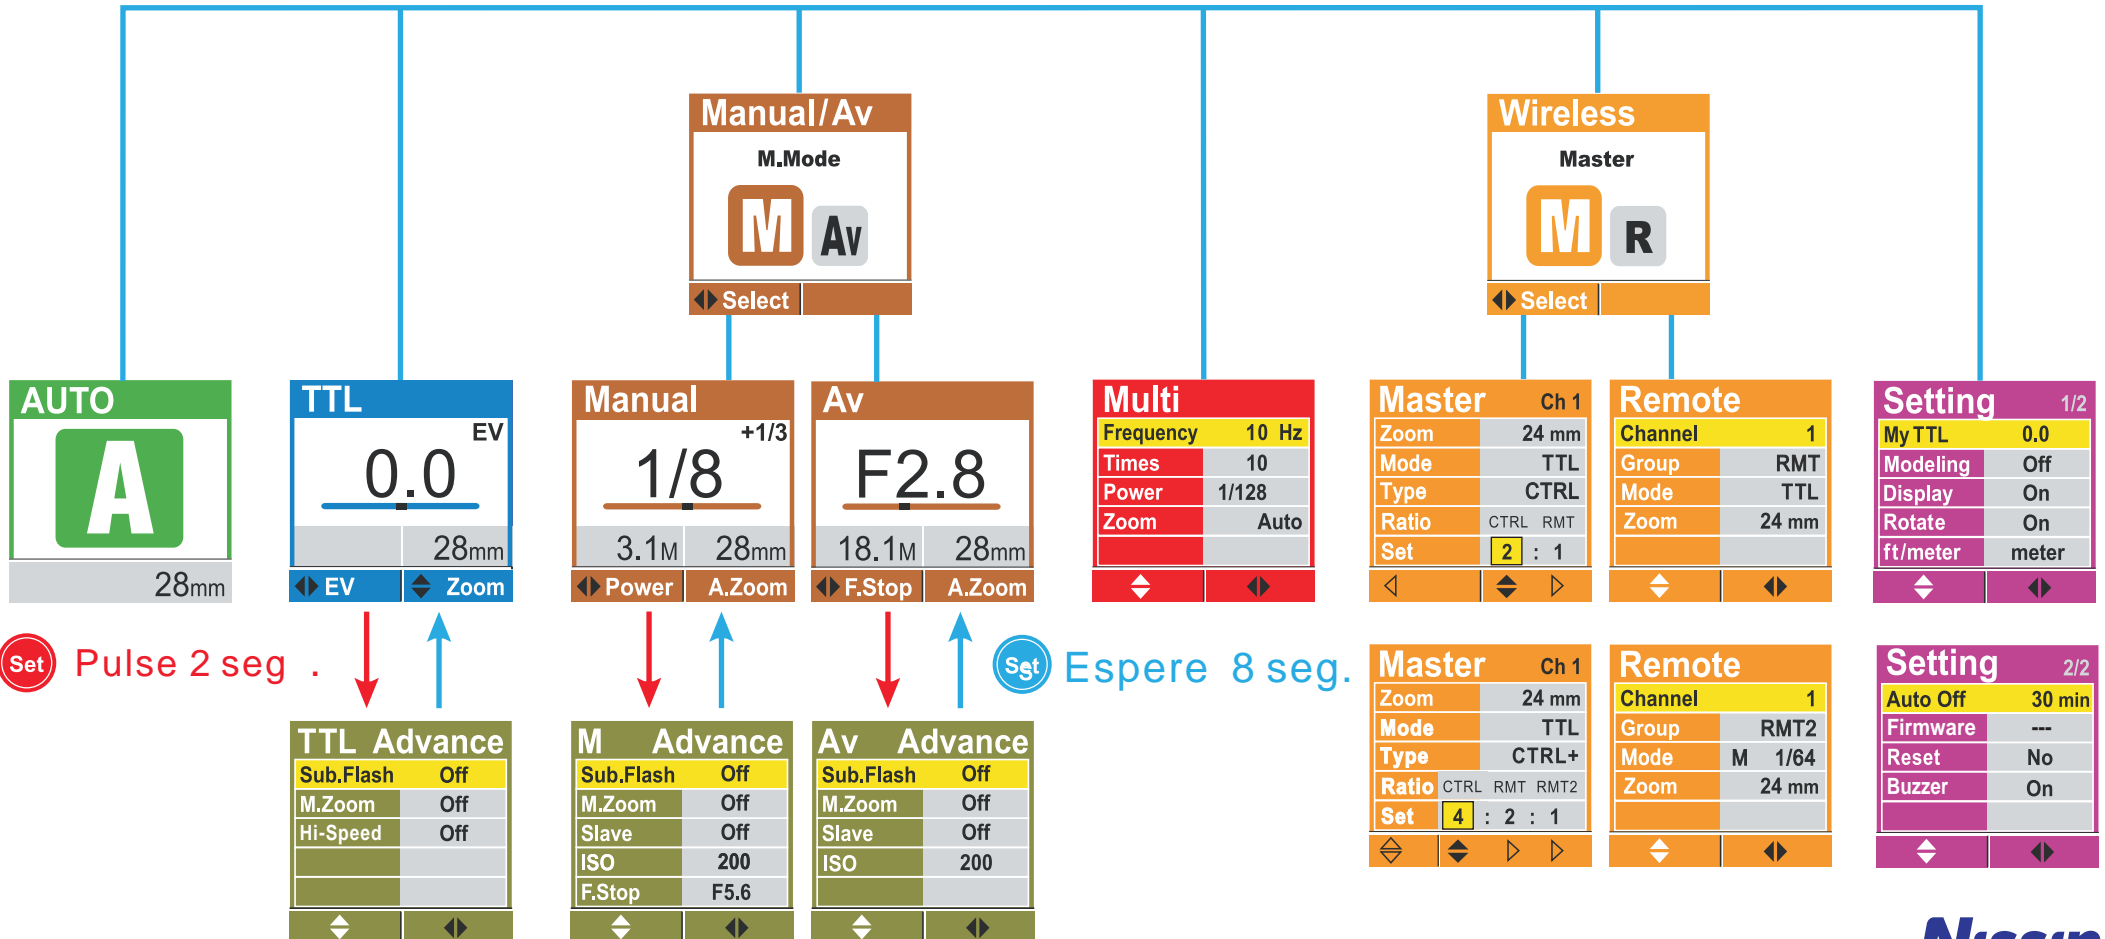 Manual/Av
M.Mode
M Av
Select
Wireless
Master
M R
Select
AUTO
A
28mm
TTL
EV
0.0
28mm
EV Zoom
Manual
+1/3
1/8
3.1M 28mm
Power A.Zoom
Av
F2.8
18.1M 28mm
F.Stop A.Zoom
Multi
Frequency 10 Hz
Times 10
Power 1/128
Zoom Auto
Master Ch 1
Zoom 24 mm
Mode TTL
Type CTRL
Ratio CTRL RMT
Set 2 : 1
Remote
Channel 1
Group RMT
Mode TTL
Zoom 24 mm
Setting 1/2
My TTL 0.0
Modeling Off
Display On
Rotate On
ft/meter meter
Set Pulse 2 seg .
Set Espere 8 seg.
TTL Advance
Sub.Flash Off
M.Zoom Off
Hi-Speed Off
M Advance
Sub.Flash Off
M.Zoom Off
Slave Off
ISO 200
F.Stop F5.6
Av Advance
Sub.Flash Off
M.Zoom Off
Slave Off
ISO 200
Master Ch 1
Zoom 24 mm
Mode TTL
Type CTRL+
Ratio CTRL RMT RMT2
Set 4 : 2 : 1
Remote
Channel 1
Group RMT2
Mode M 1/64
Zoom 24 mm
Setting 2/2
Auto Off 30 min
Firmware ---
Reset No
Buzzer On
Nissin